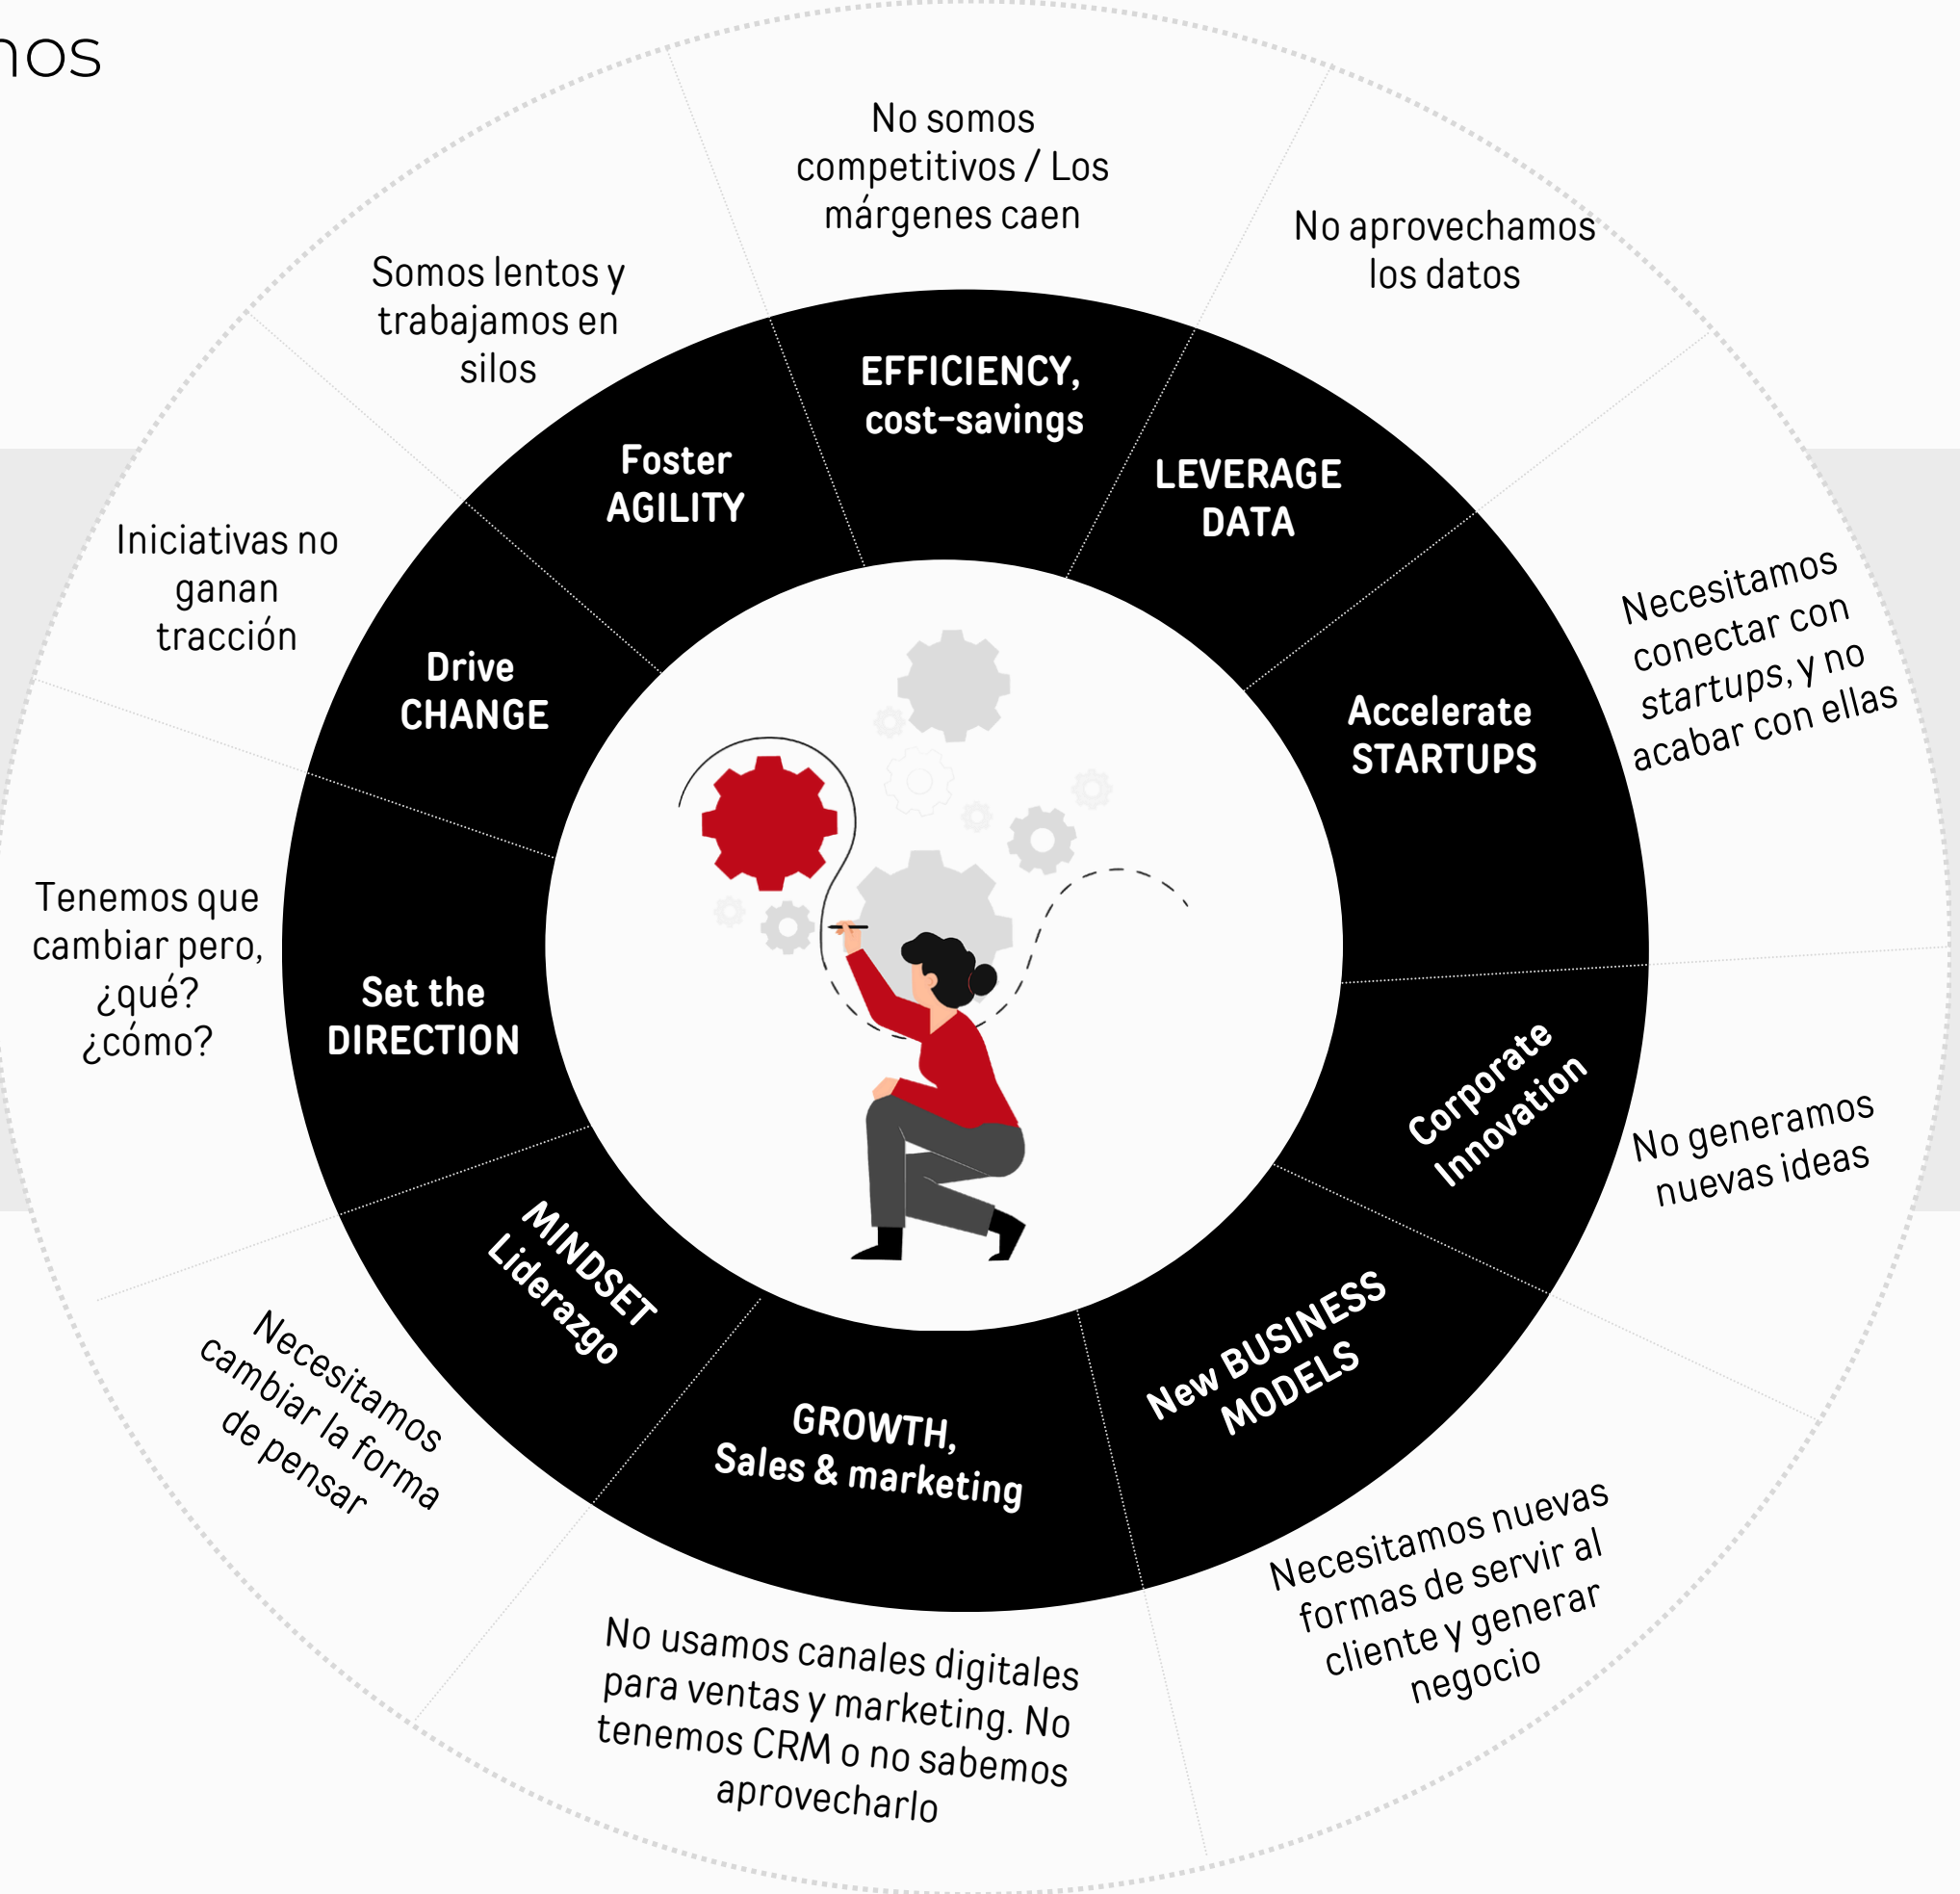 nos
No somos
competitivos / Los
márgenes caen
No aprovechamos
los datos
Necesitamos
conectar con
startups, y no
acabar con ellas
No generamos
nuevas ideas
Necesitamos nuevas
formas de servir al
cliente y generar
negocio
No usamos canales digitales
para ventas y marketing. No
tenemos CRM o no sabemos
aprovecharlo
Necesitamos
cambiar la forma
de pensar
Tenemos que
cambiar pero,
¿qué?
¿cómo?
Iniciativas no
ganan
tracción
Somos lentos y
trabajamos en
silos
EFFICIENCY,
cost-savings
LEVERAGE
DATA
Accelerate
STARTUPS
Corporate
Innovation
New BUSINESS
MODELS
GROWTH,
Sales & marketing
MINDSET
Liderazgo
Set the
DIRECTION
Drive
CHANGE
Foster
AGILITY